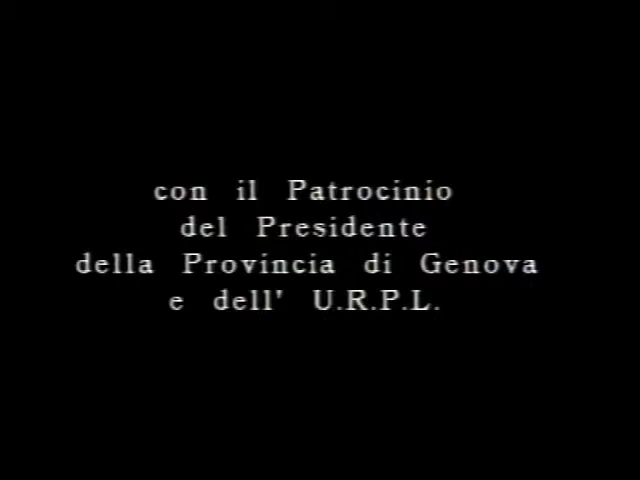 con il Patrocinio
del Presidente
della Provincia di Genova
e dell' U.R.P.L.